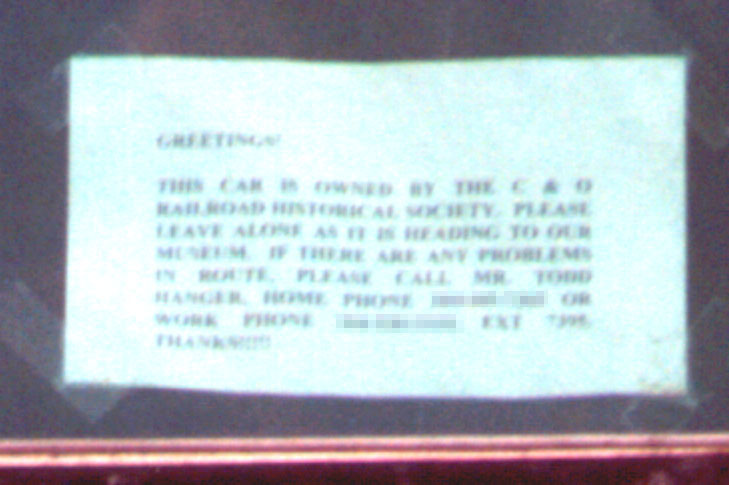 GREETINGS!
THIS CAR IS OWNED BY THE C & O
RAILROAD HISTORICAL SOCIETY. PLEASE
LEAVE ALONE AS IT IS HEADING TO OUR
MUSEUM. IF THERE ARE ANY PROBLEMS
IN ROUTE, PLEASE CALL MR. TODD
HANGER, HOME PHONE OR
WORK PHONE EXT
THANKS!!!!!